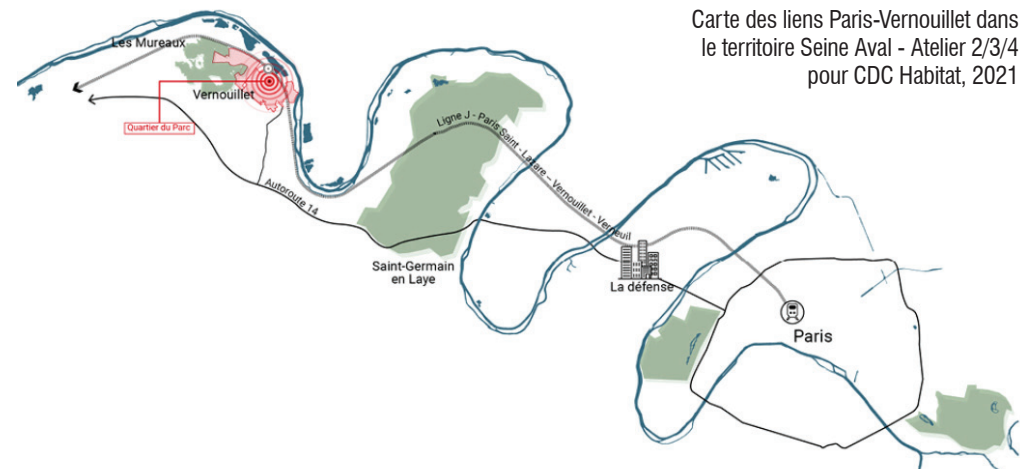 Carte des liens Paris-Vernouillet dans
le territoire Seine Aval - Atelier 2/3/4
pour CDC Habitat, 2021
Les Mureaux
Vernouillet
Quartier du Parc
Ligne J - Paris Saint - Lazare – Vernouillet - Verneuil
Autoroute 14
Saint-Germain
en Laye
La défense
Paris